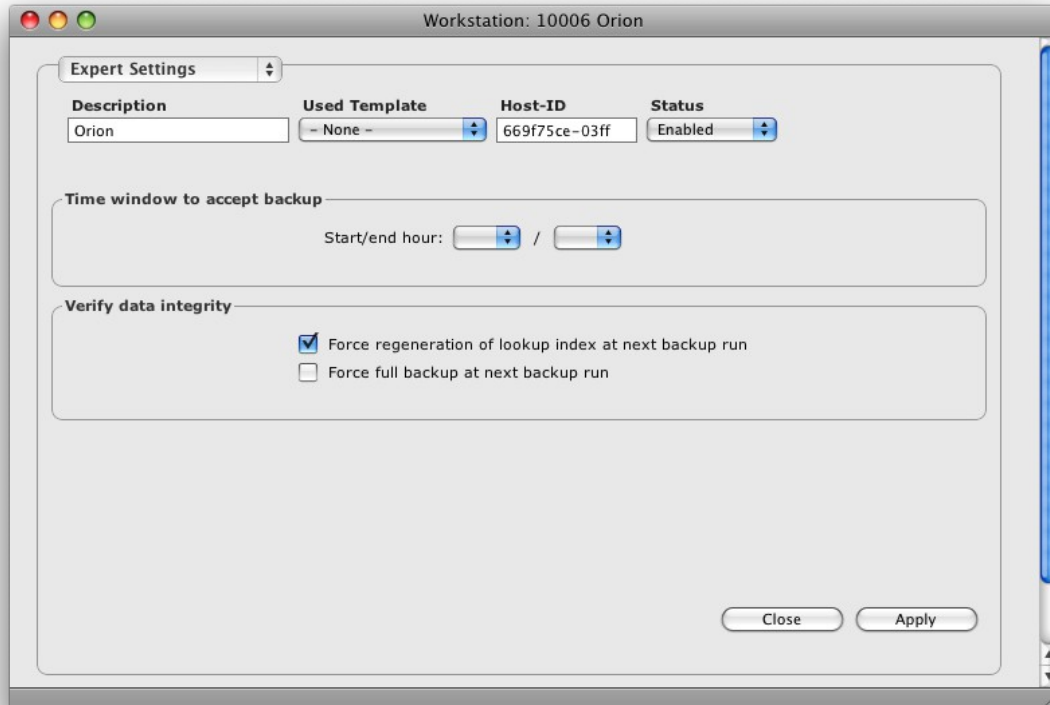 Workstation: 10006 Orion
Expert Settings
Description Used Template Host-ID Status
Orion – None – 669f75ce-03ff Enabled
Time window to accept backup
Start/end hour: /
Verify data integrity
Force regeneration of lookup index at next backup run
Force full backup at next backup run
Close Apply